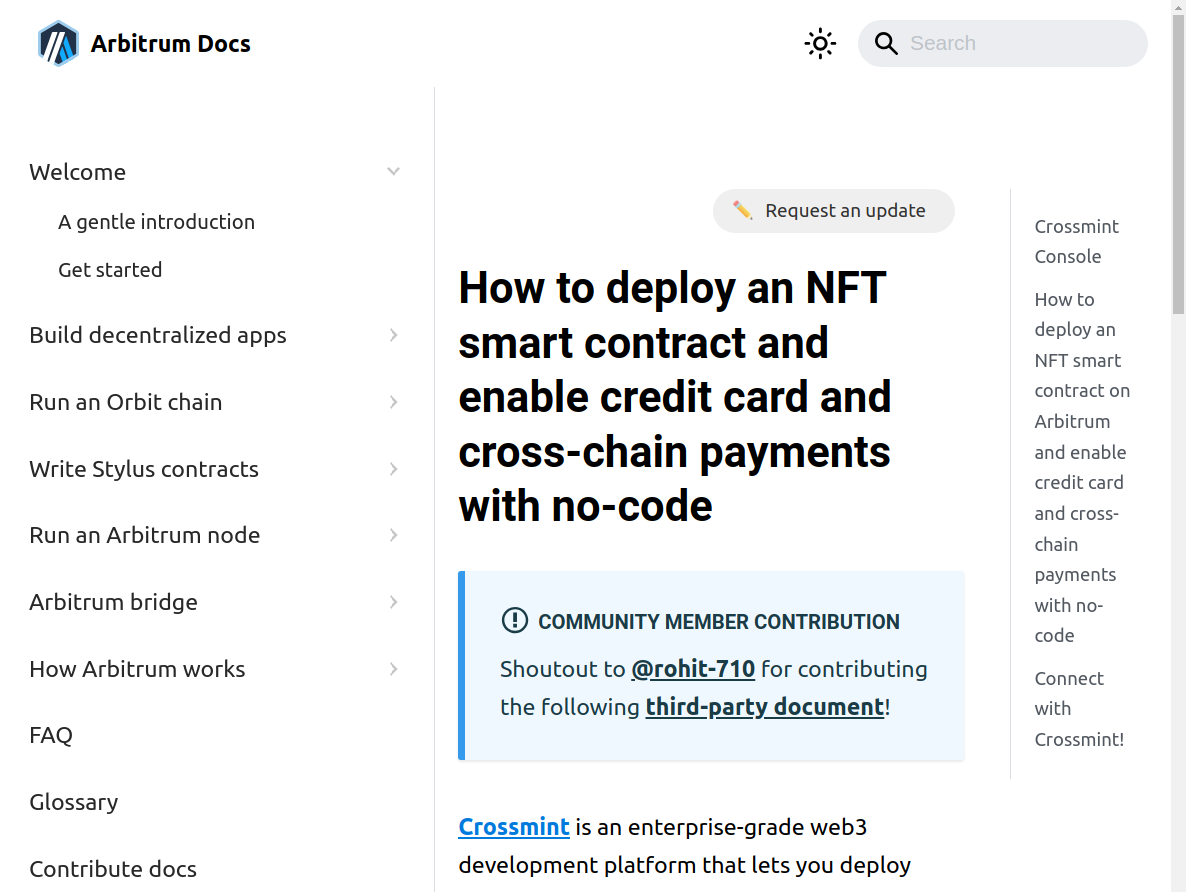 Arbitrum Docs
Search
Welcome
A gentle introduction
Get started
Build decentralized apps
Run an Orbit chain
Write Stylus contracts
Run an Arbitrum node
Arbitrum bridge
How Arbitrum works
FAQ
Glossary
Contribute docs
Request an update
How to deploy an NFT
smart contract and
enable credit card and
cross-chain payments
with no-code
COMMUNITY MEMBER CONTRIBUTION
Shoutout to @rohit-710 for contributing
the following third-party document!
Crossmint is an enterprise-grade web3
development platform that lets you deploy
Crossmint
Console
How to
deploy an
NFT smart
contract on
Arbitrum
and enable
credit card
and cross-
chain
payments
with no-
code
Connect
with
Crossmint!